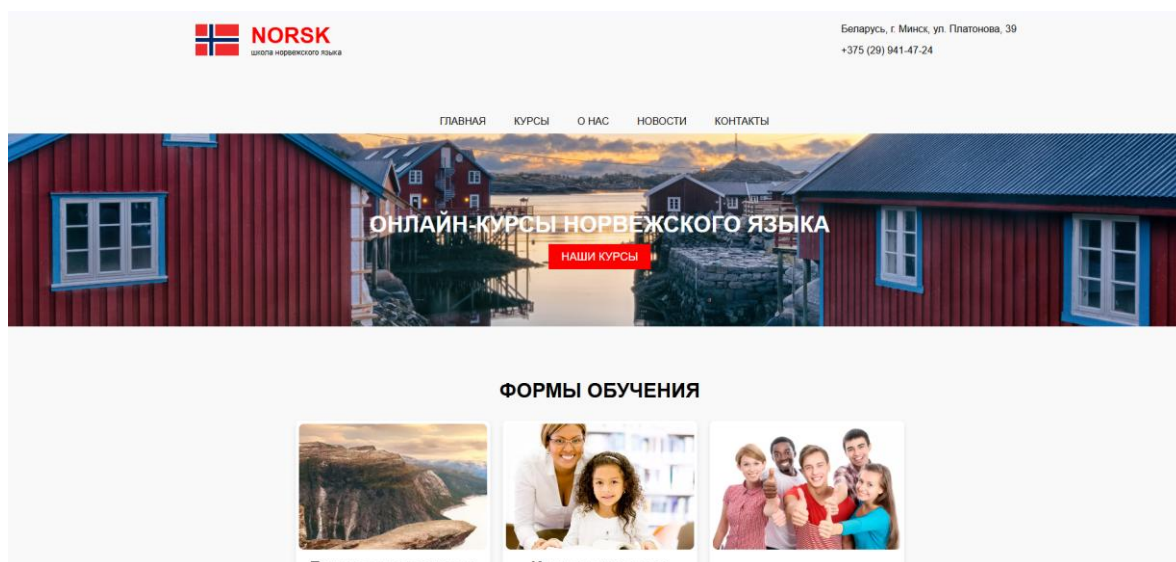 NORSK
школа норвежского языка
Беларусь, г. Минск, ул. Платонова, 39
+375 (29) 941-47-24
ГЛАВНАЯ КУРСЫ О НАС НОВОСТИ КОНТАКТЫ
ОНЛАЙН-КУРСЫ НОРВЕЖСКОГО ЯЗЫКА
НАШИ КУРСЫ
ФОРМЫ ОБУЧЕНИЯ